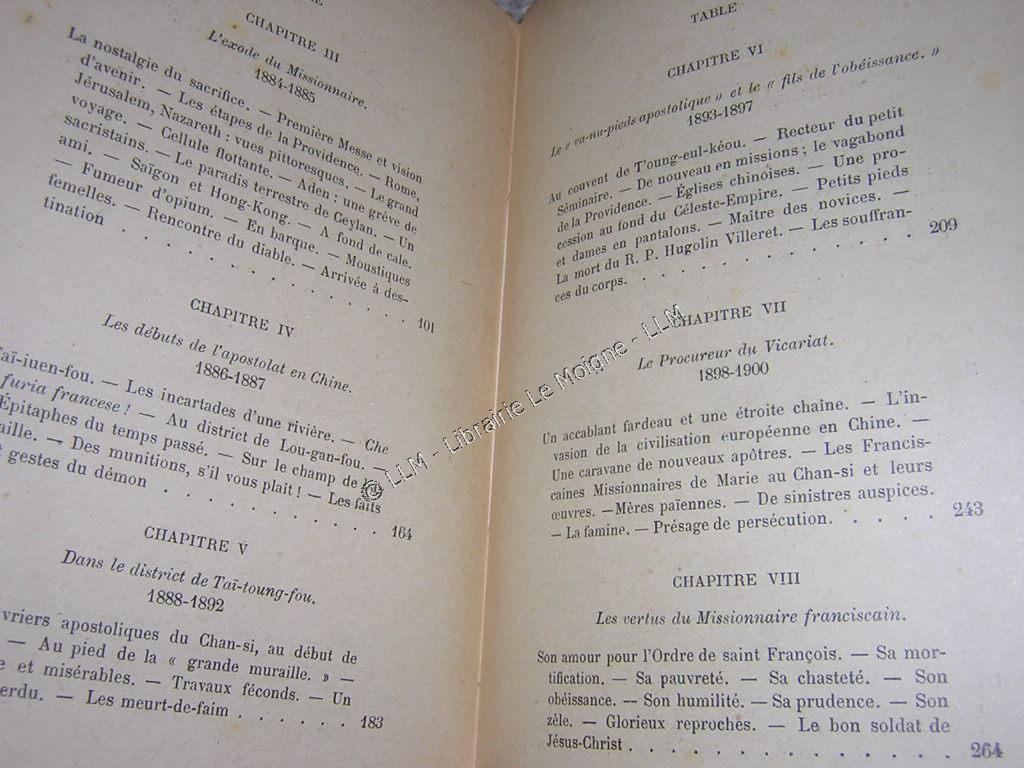 CHAPITRE III
L'exode du Missionnaire.
1884-1885
La nostalgie du sacrifice. — Première Messe et vision
d'avenir. — Les étapes de la Providence. — Rome,
Jérusalem, Nazareth : vues pittoresques. — Le grand
voyage. — Cellule flottante. — Aden : une grève de
sacristains. — Le paradis terrestre de Ceylan. — Un
ami. — Saïgon et Hong-Kong. — A fond de cale.
— Fumeur d'opium. — En barque. — Moustiques
femelles. — Rencontre du diable. — Arrivée à des-
tination . . . . . . . . . . . . 101
CHAPITRE IV
Les débuts de l'apostolat en Chine.
1886-1887
Taï-iuen-fou. — Les incartades d'une rivière. — Che
furia francese ! — Au district de Lou-gan-fou. —
Épitaphes du temps passé. — Sur le champ de ba-
aille. — Des munitions, s'il vous plaît ! — Les faits
t gestes du démon . . . . . . . . . . . 164
CHAPITRE V
Dans le district de Taï-toung-fou.
1888-1892
vriers apostoliques du Chan-si, au début de
— Au pied de la « grande muraille. » —
e et misérables. — Travaux féconds. — Un
erdu. — Les meurt-de-faim . . . . . . 183
TABLE
CHAPITRE VI
Le « va-nu-pieds apostolique » et le « fils de l'obéissance. »
1893-1897
Au couvent de T'oung-eul-kéou. — Recteur du petit
Séminaire. — De nouveau en missions ; le vagabond
de la Providence. — Églises chinoises. — Une pro-
cession au fond du Céleste-Empire. — Petits pieds
et dames en pantalons. — Maître des novices. —
La mort du R. P. Hugolin Villeret. — Les souffran-
ces du corps. . . . . . . . . . . . 209
CHAPITRE VII
Le Procureur du Vicariat.
1898-1900
Un accablant fardeau et une étroite chaîne. — L'in-
vasion de la civilisation européenne en Chine. —
Une caravane de nouveaux apôtres. — Les Francis-
caines Missionnaires de Marie au Chan-si et leurs
œuvres. — Mères païennes. — De sinistres auspices.
— La famine. — Présage de persécution. . . . . 243
CHAPITRE VIII
Les vertus du Missionnaire franciscain.
Son amour pour l'Ordre de saint François. — Sa mor-
tification. — Sa pauvreté. — Sa chasteté. — Son
obéissance. — Son humilité. — Sa prudence. — Son
zèle. — Glorieux reproches. — Le bon soldat de
Jésus-Christ . . . . . . . . . . . . . 264
© LLM - Librairie Le Moigne - LLM